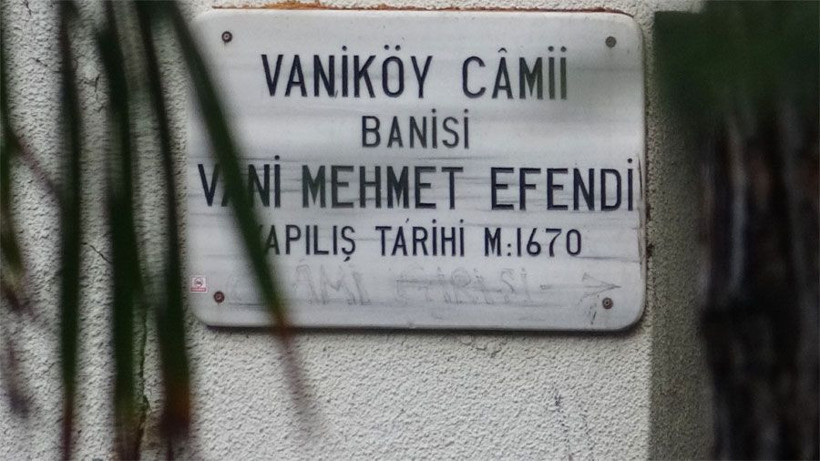 VANİKÖY CÂMİİ
BANİSİ
VANİ MEHMET EFENDİ
YAPILIŞ TARİHİ M:1670